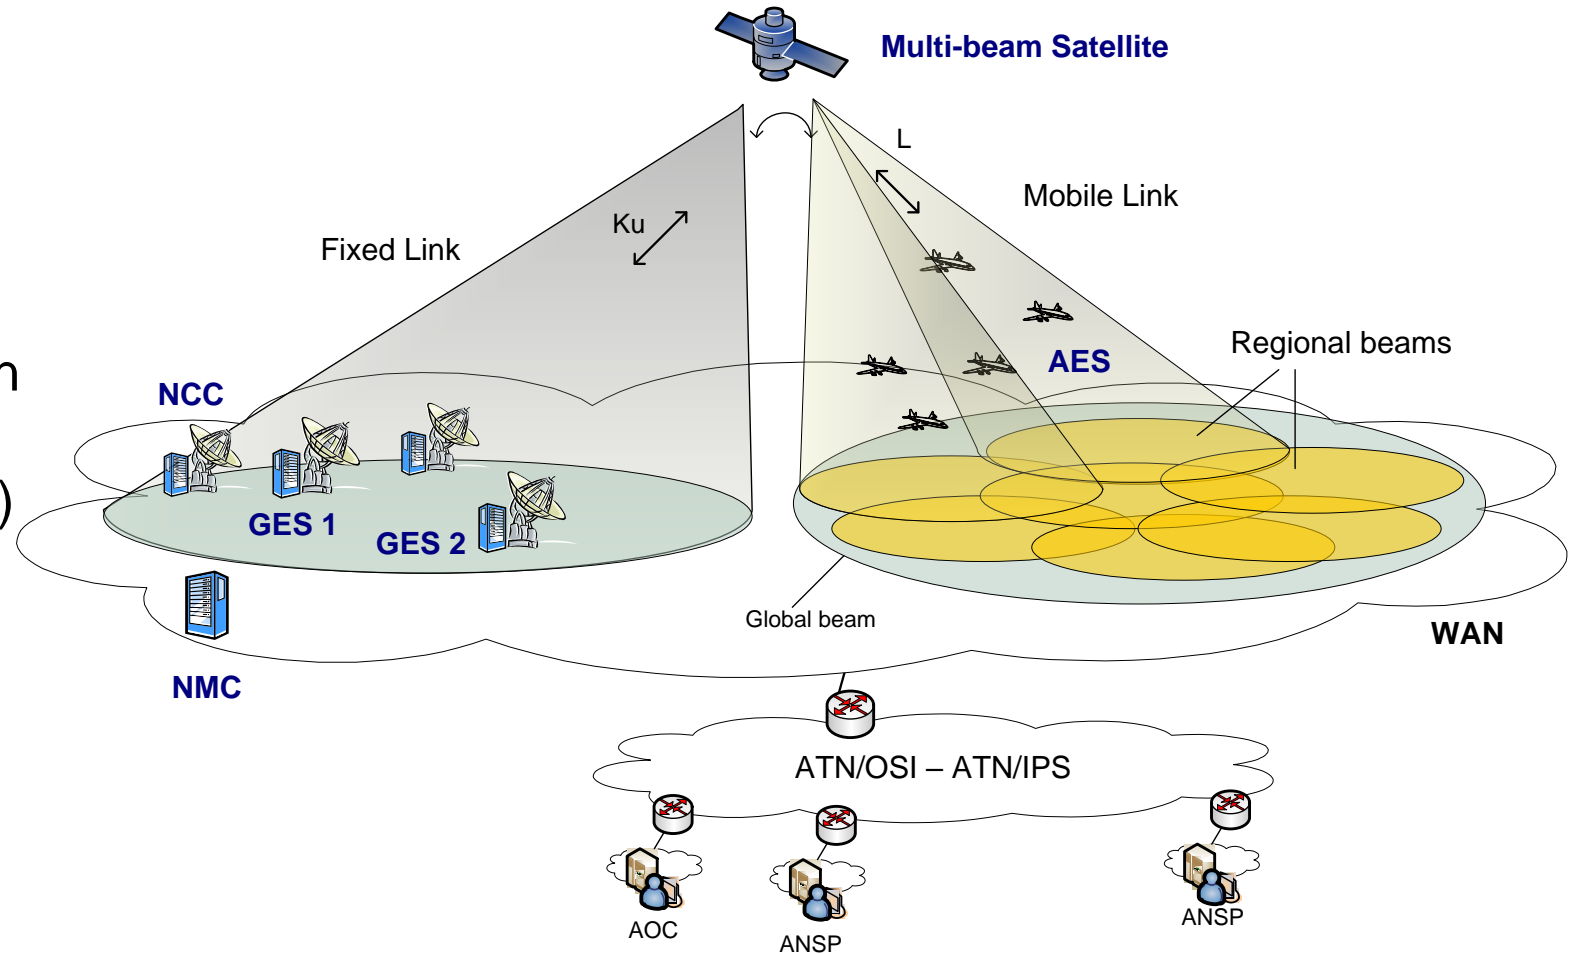 Multi-beam Satellite
L
Mobile Link
Ku
Fixed Link
Regional beams
AES
NCC
)
GES 1
GES 2
Global beam
WAN
NMC
ATN/OSI – ATN/IPS
AOC
ANSP
ANSP